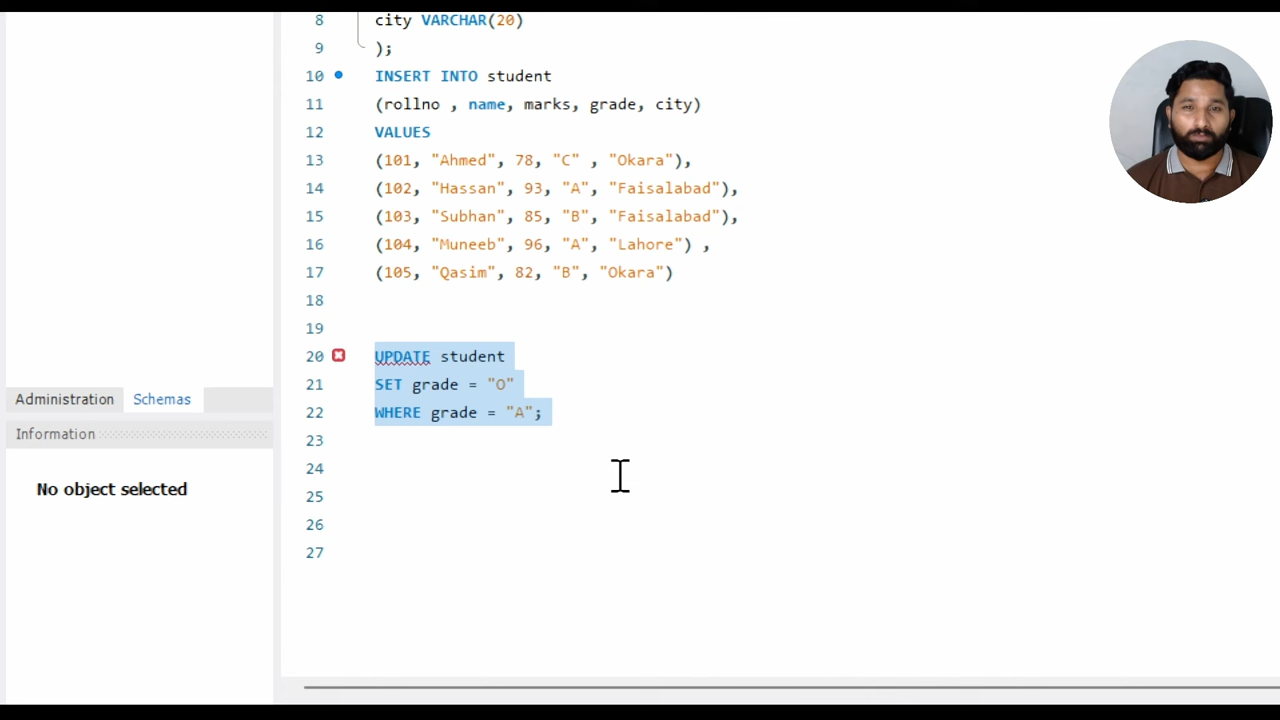 8 city VARCHAR(20)
9 );
10 INSERT INTO student
11 (rollno , name, marks, grade, city)
12 VALUES
13 (101, "Ahmed", 78, "C" , "Okara"),
14 (102, "Hassan", 93, "A", "Faisalabad"),
15 (103, "Subhan", 85, "B", "Faisalabad"),
16 (104, "Muneeb", 96, "A", "Lahore") ,
17 (105, "Qasim", 82, "B", "Okara")
18
19
20 UPDATE student
21 SET grade = "O"
22 WHERE grade = "A";
23
24
25
26
27
Administration Schemas
Information
No object selected